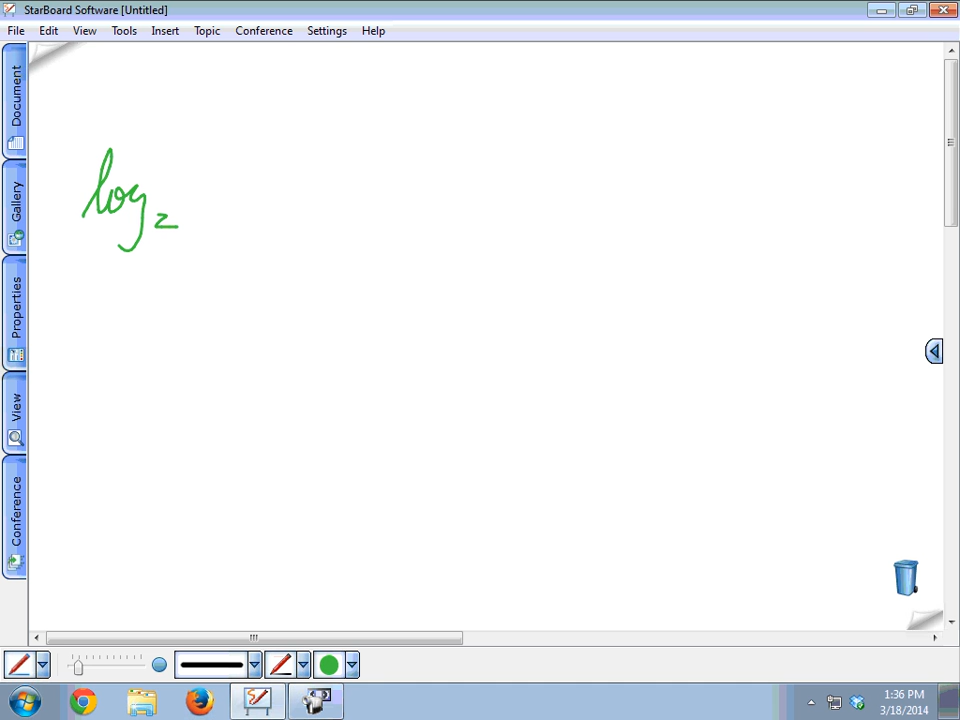 StarBoard Software [Untitled]
File Edit View Tools Insert Topic Conference Settings Help
Document
Gallery
Properties
View
Conference
log₂
1:36 PM
3/18/2014